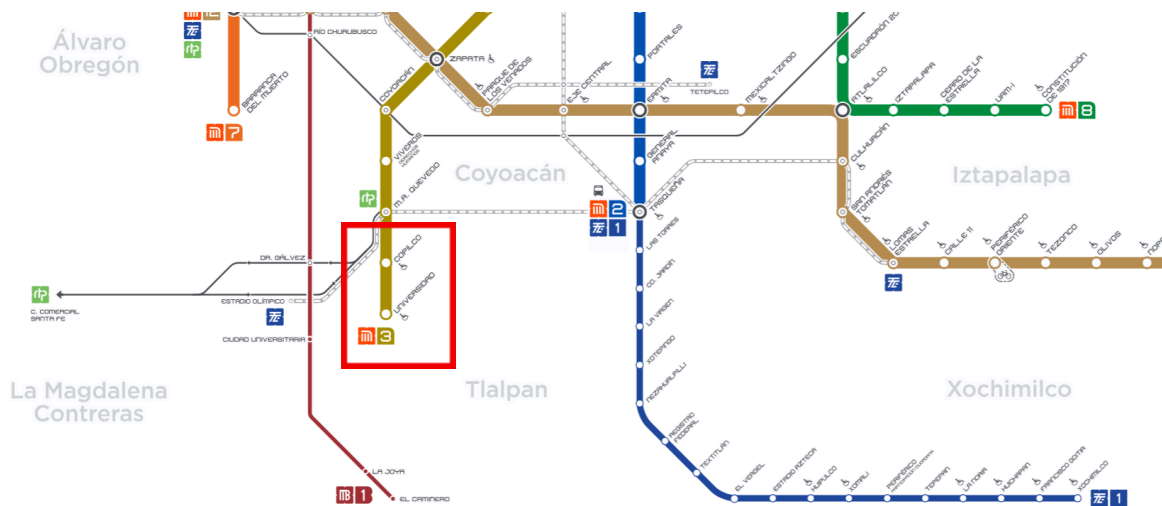 Álvaro
Obregón
12
RÍO CHURUBUSCO
BARRANCA
DEL MUERTO
7
ZAPATA
COYOACÁN
PARQUE DE
LOS VENADOS
EJE CENTRAL
PORTALES
TETEPILCO
ERMITA
MEXICALTZINGO
ESCUADRÓN 20
ATLALILCO
IZTAPALAPA
CERRO DE LA
ESTRELLA
UAM-I
CONSTITUCIÓN
DE 1917
8
VIVEROS
M.A. QUEVEDO
Coyoacán
GENERAL
ANAYA
TASQUEÑA
2
1
CULHUACÁN
SAN ANDRÉS
TOMATLÁN
Iztapalapa
LOMAS
ESTRELLA
CALLE 11
PERIFÉRICO
ORIENTE
TEZONCO
OLIVOS
NOPA
COPILCO
UNIVERSIDAD
3
DR. GÁLVEZ
ESTADIO OLÍMPICO
C. COMERCIAL
SANTA FE
CIUDAD UNIVERSITARIA
La Magdalena
Contreras
Tlalpan
Xochimilco
LAS TORRES
CD. JARDÍN
LA VIRGEN
XOTEPINGO
NEZAHUALPILLI
REGISTRO
FEDERAL
TEXTITLÁN
EL VERGEL
ESTADIO AZTECA
HUIPULCO
XOMALI
PERIFÉRICO
TEPEPAN
LA NORIA
HUICHAPAN
FRANCISCO GOITIA
XOCHIMILCO
1
LA JOYA
MB 1
EL CAMINERO